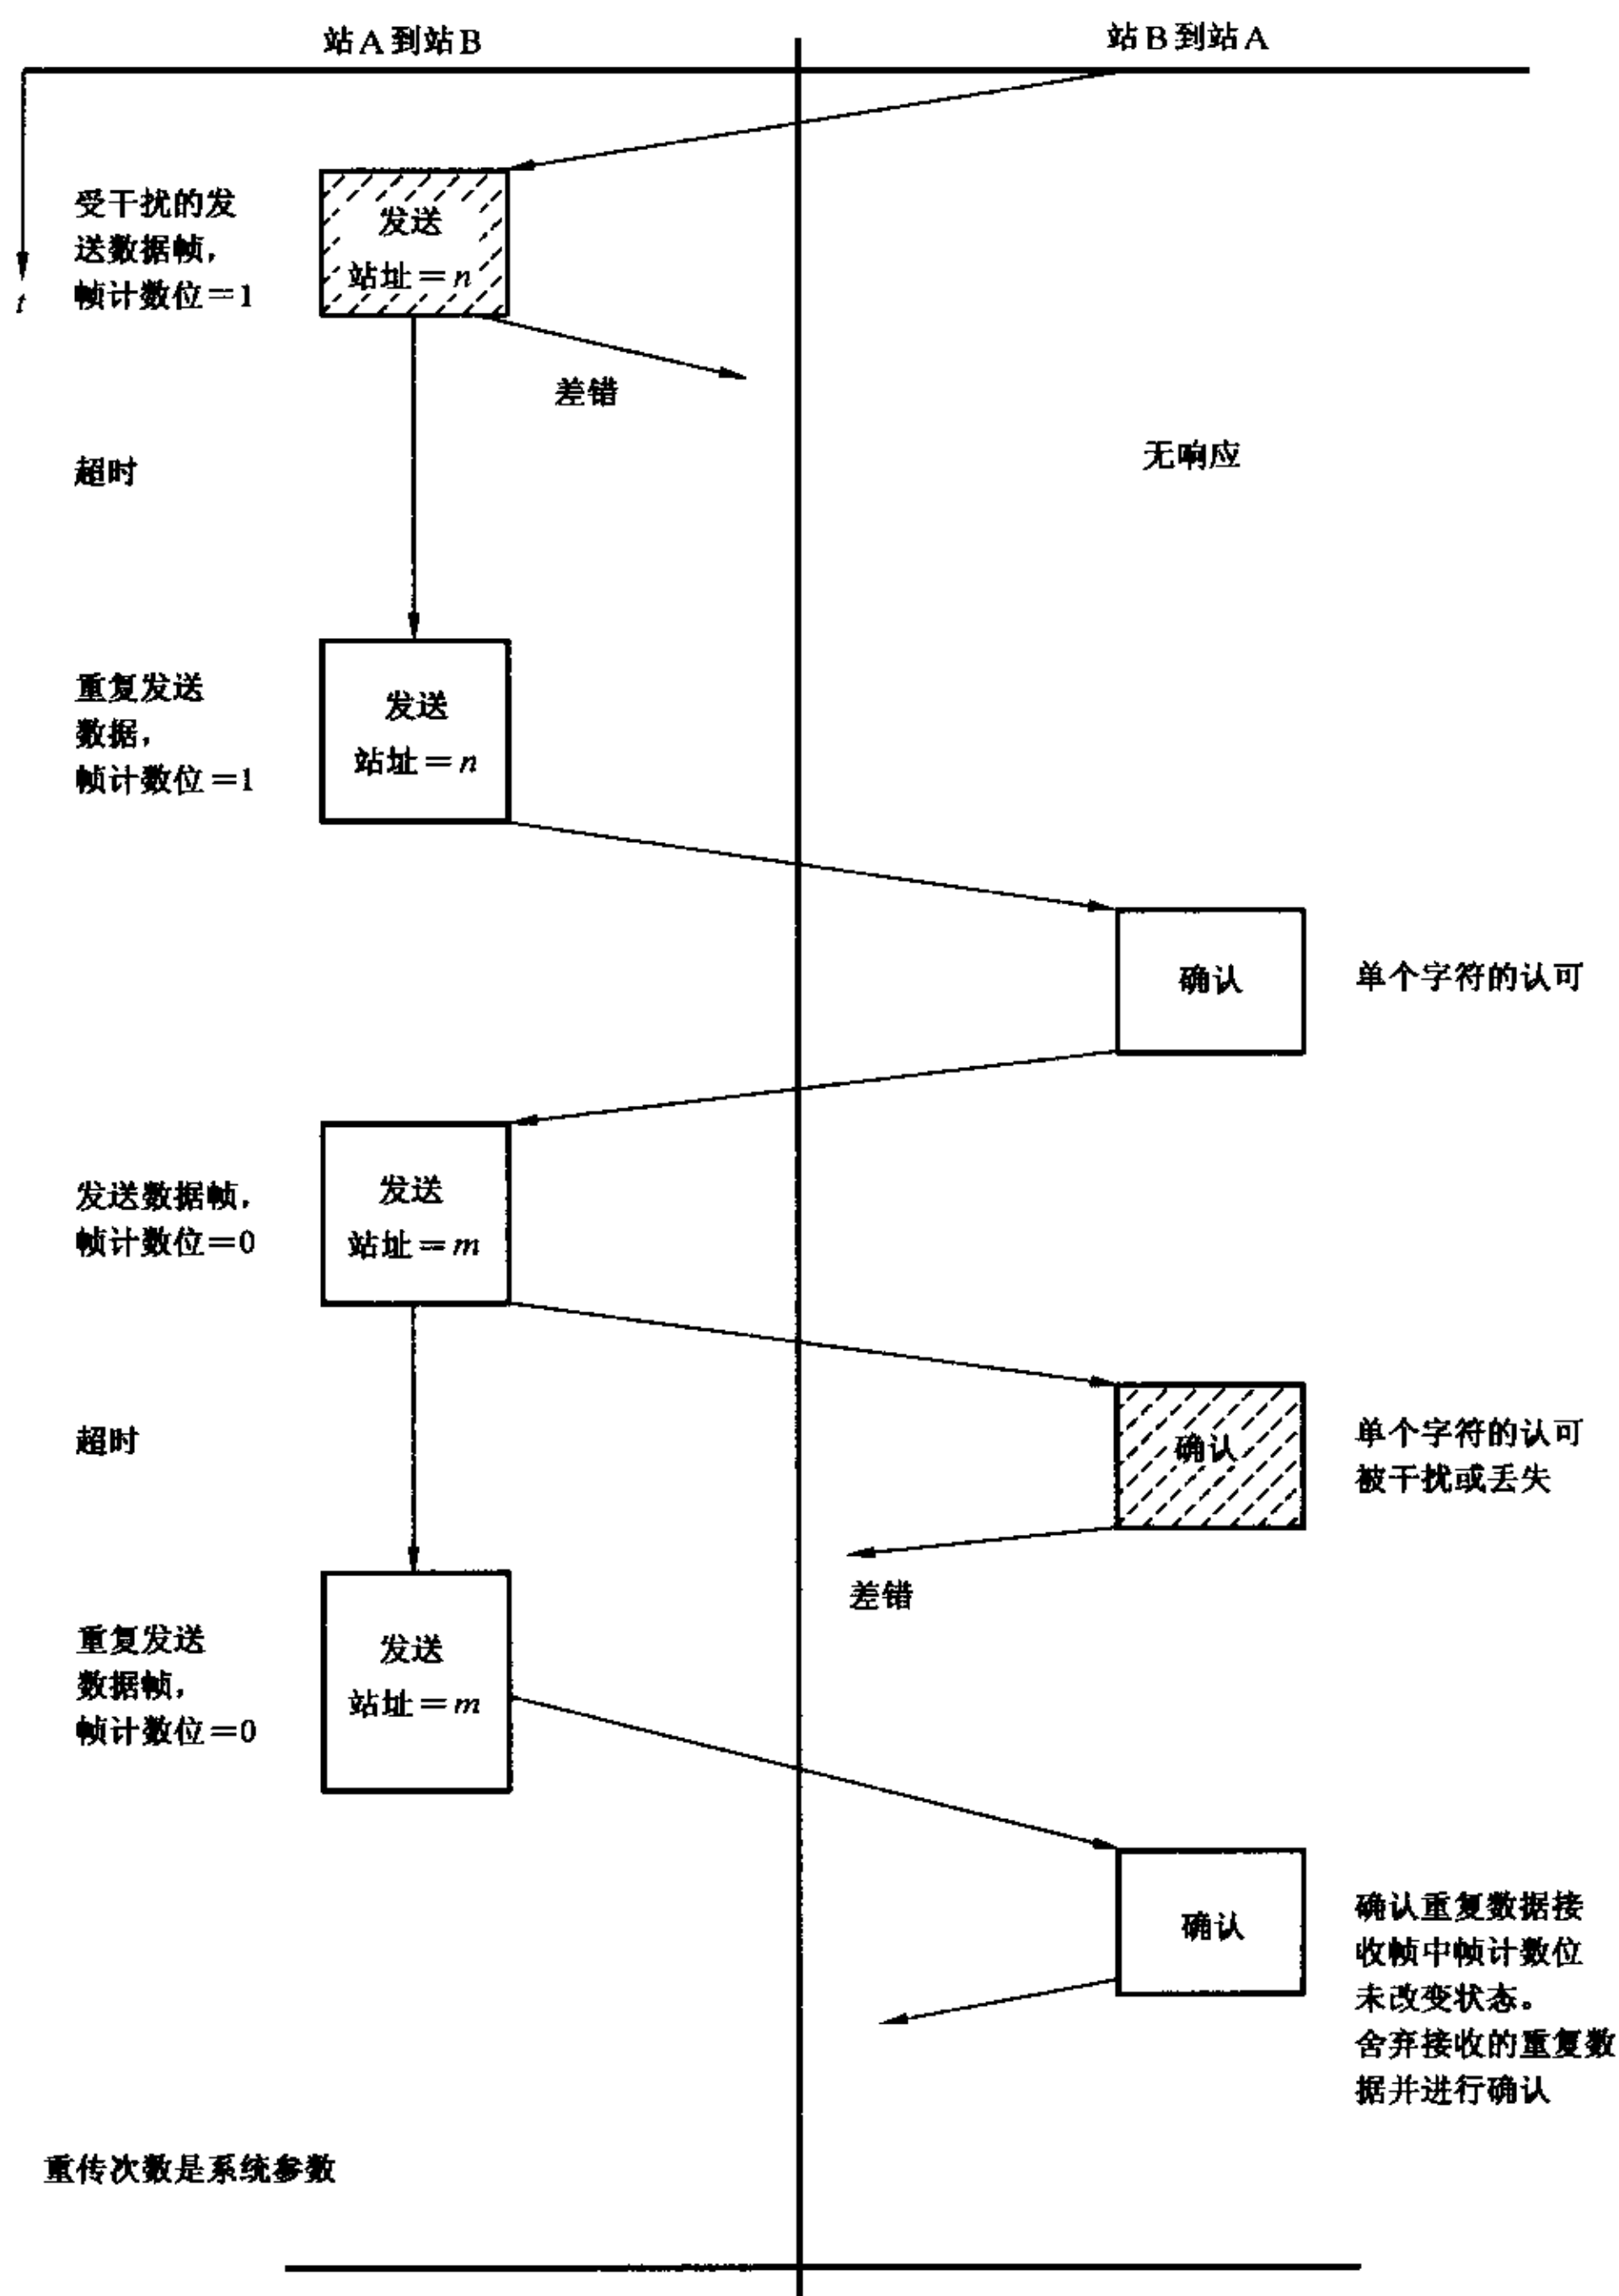 站A到站B
站B到站A
t
受干扰的发
送数据帧，
帧计数位＝1
发送
站址＝n
差错
超时
无响应
重复发送
数据，
帧计数位＝1
发送
站址＝n
确认
单个字符的认可
发送数据帧，
帧计数位＝0
发送
站址＝m
超时
确认
单个字符的认可
被干扰或丢失
差错
重复发送
数据帧，
帧计数位＝0
发送
站址＝m
确认
确认重复数据接
收帧中帧计数位
未改变状态。
舍弃接收的重复数
据并进行确认
重传次数是系统参数